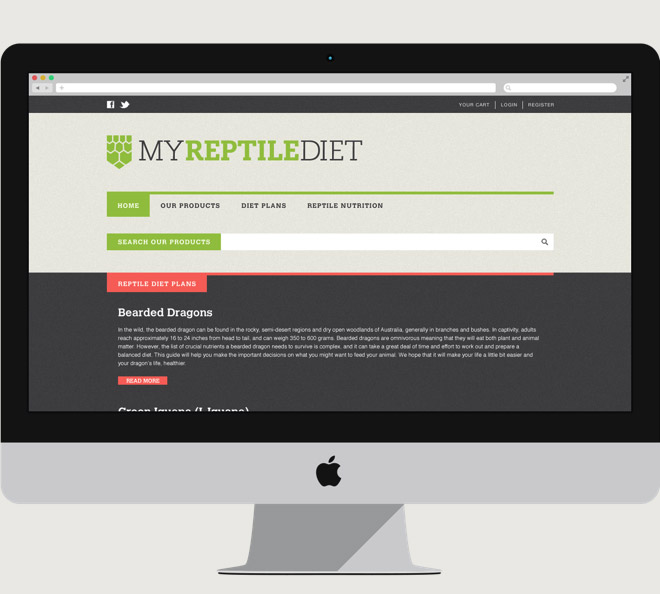 YOUR CART | LOGIN | REGISTER
MYREPTILEDIET
HOME OUR PRODUCTS DIET PLANS REPTILE NUTRITION
SEARCH OUR PRODUCTS
REPTILE DIET PLANS
Bearded Dragons
In the wild, the bearded dragon can be found in the rocky, semi-desert regions and dry open woodlands of Australia, generally in branches and bushes. In captivity, adults
reach approximately 16 to 24 inches from head to tail, and can weigh 350 to 600 grams. Bearded dragons are omnivorous meaning that they will eat both plant and animal
matter. However, the list of crucial nutrients a bearded dragon needs to survive is complex, and it can take a great deal of time and effort to work out and prepare a
balanced diet. This guide will help you make the important decisions on what you might want to feed your animal. We hope that it will make your life a little bit easier and
your dragon's life, healthier.
READ MORE
Green Iguana (I. Iguana)